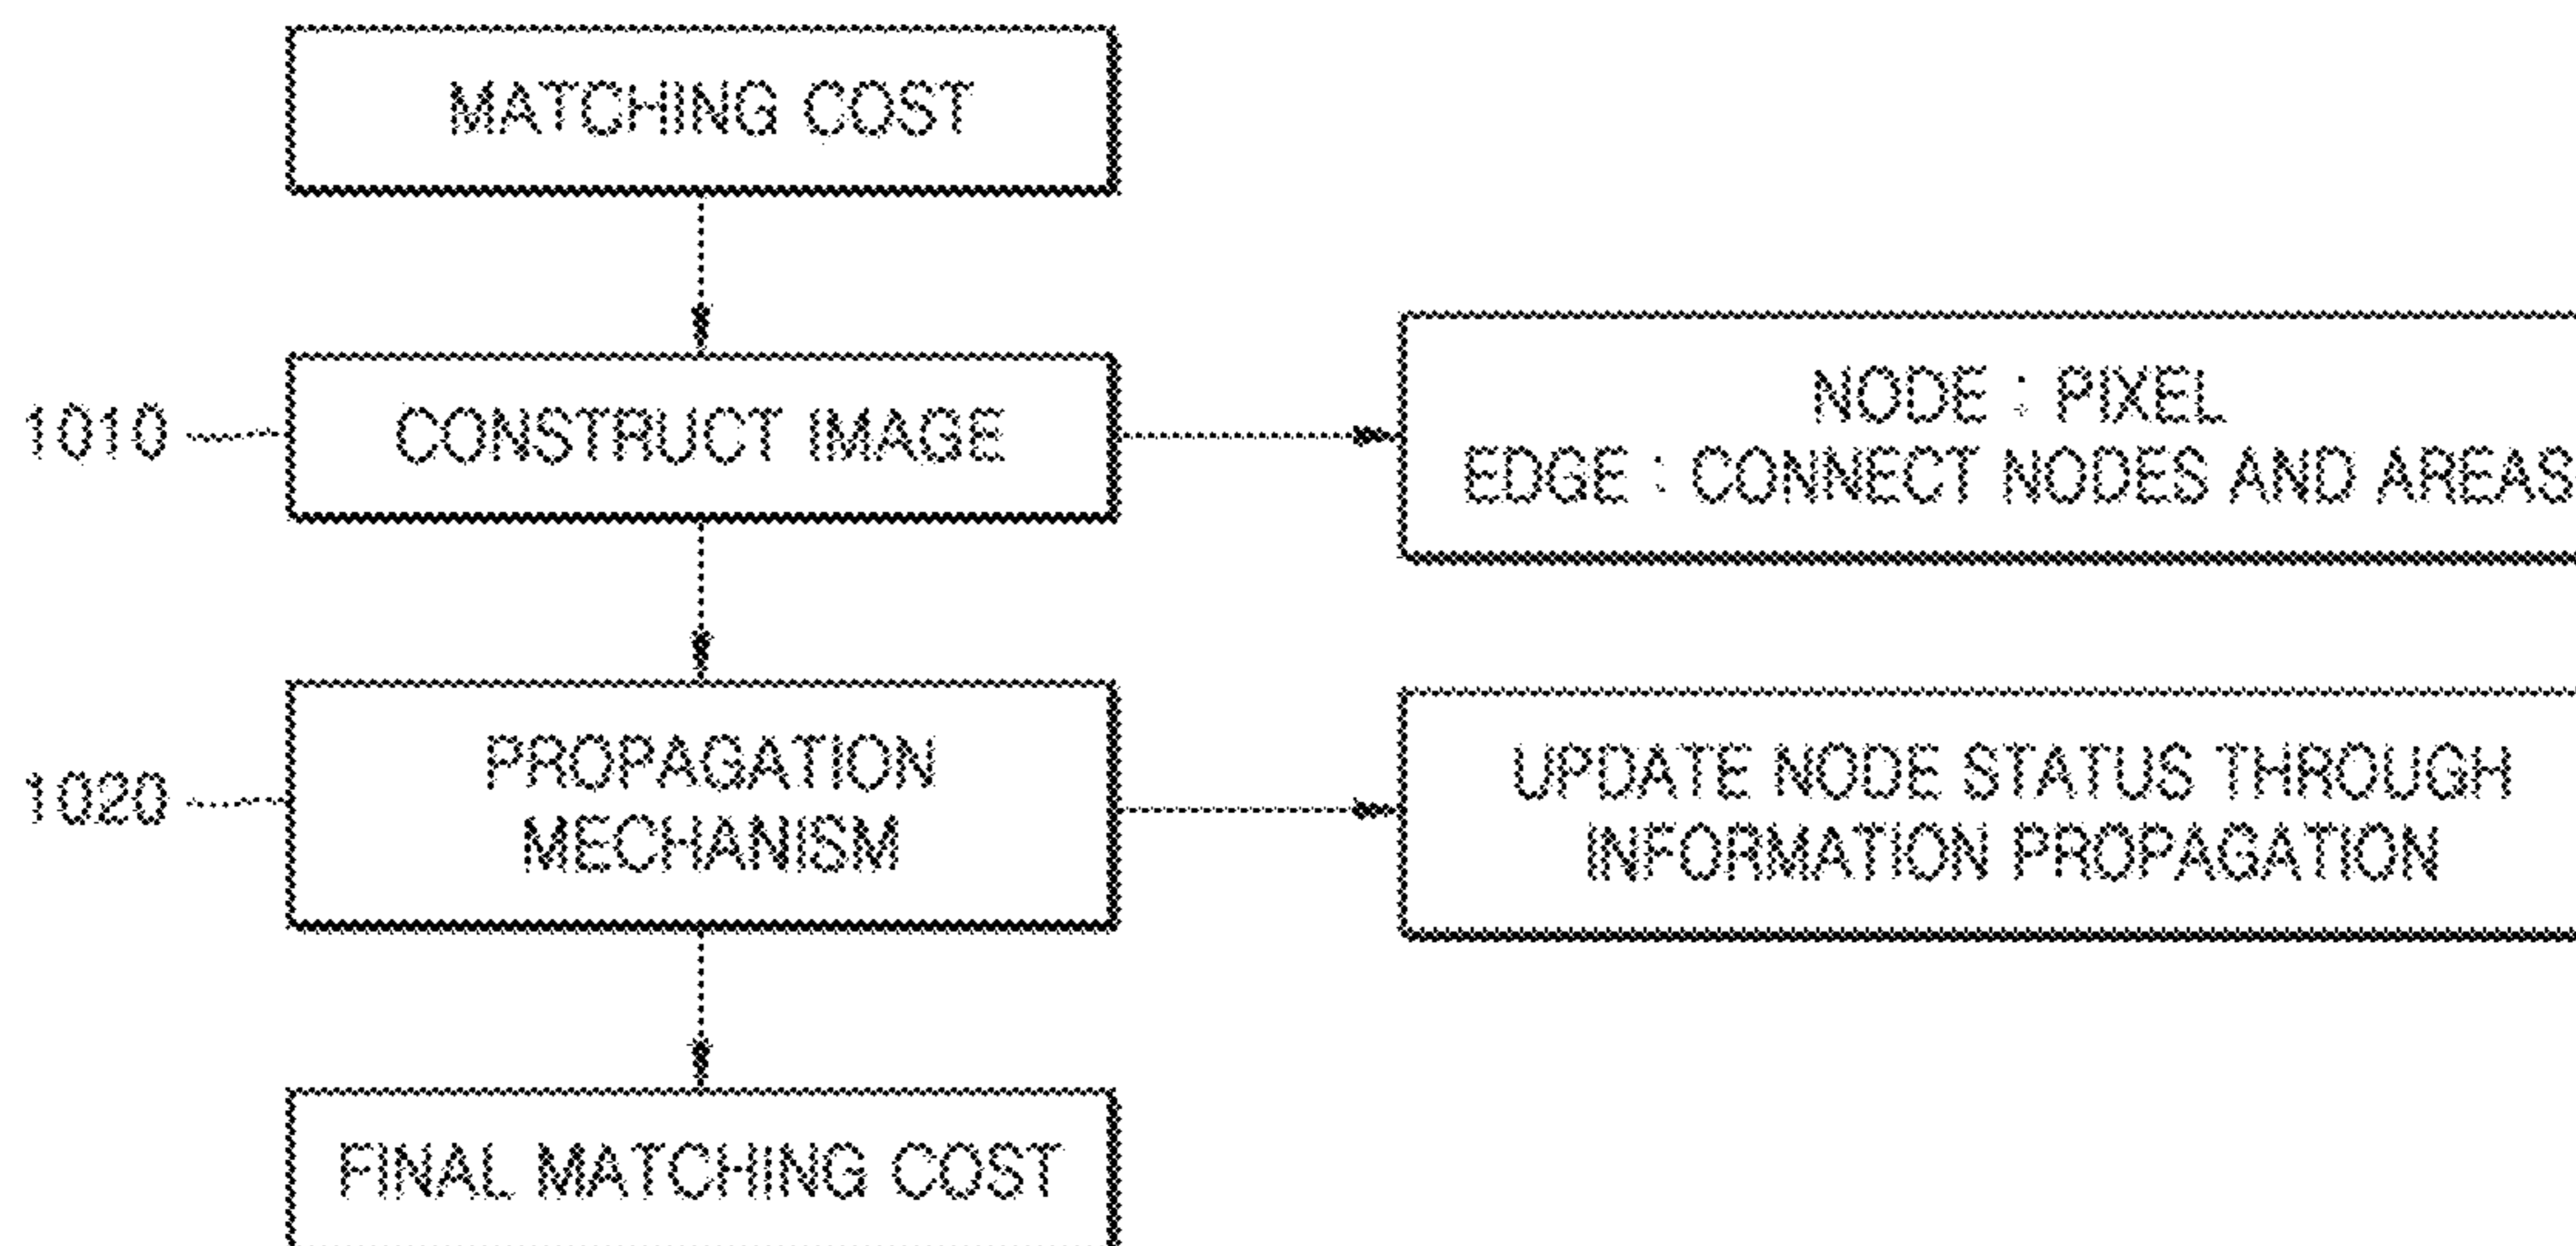 MATCHING COST
1010
CONSTRUCT IMAGE
NODE : PIXEL
EDGE : CONNECT NODES AND AREAS
1020
PROPAGATION
MECHANISM
UPDATE NODE STATUS THROUGH
INFORMATION PROPAGATION
FINAL MATCHING COST